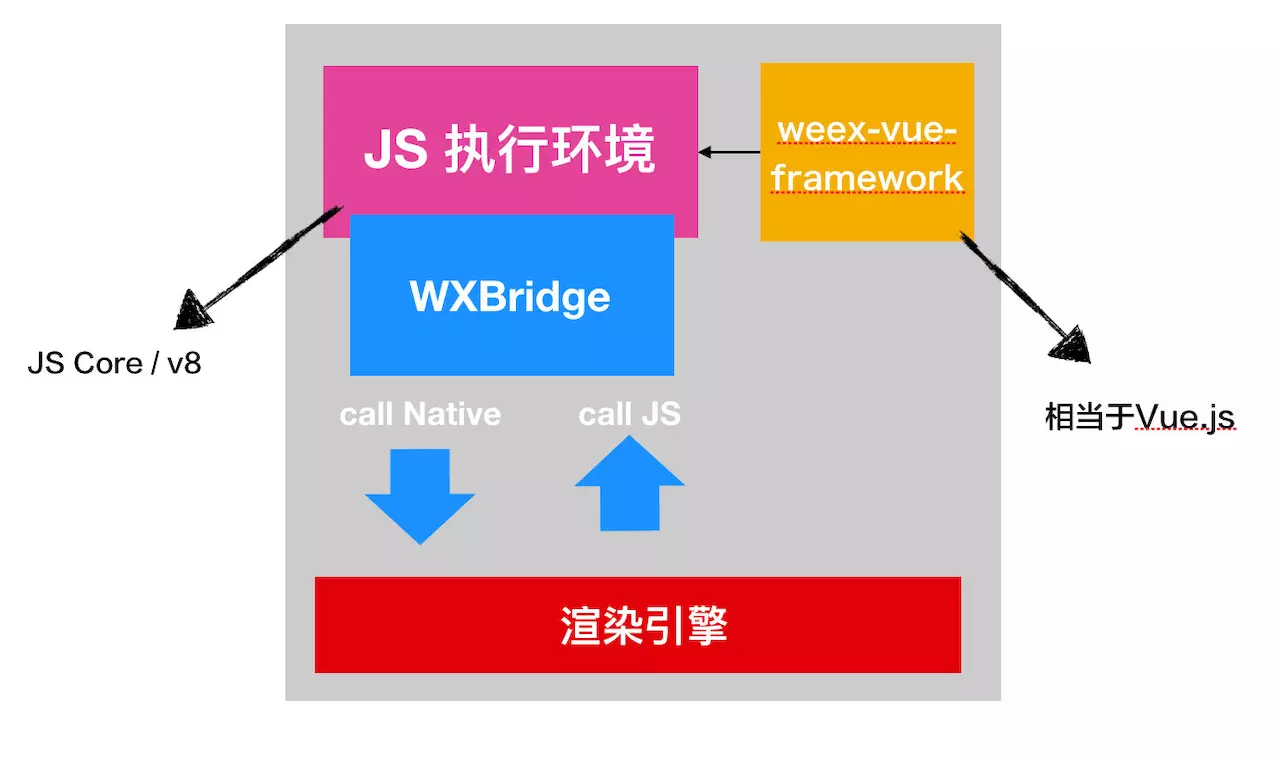 JS 执行环境
weex-vue-
framework
WXBridge
JS Core / v8
call Native
call JS
相当于Vue.js
渲染引擎